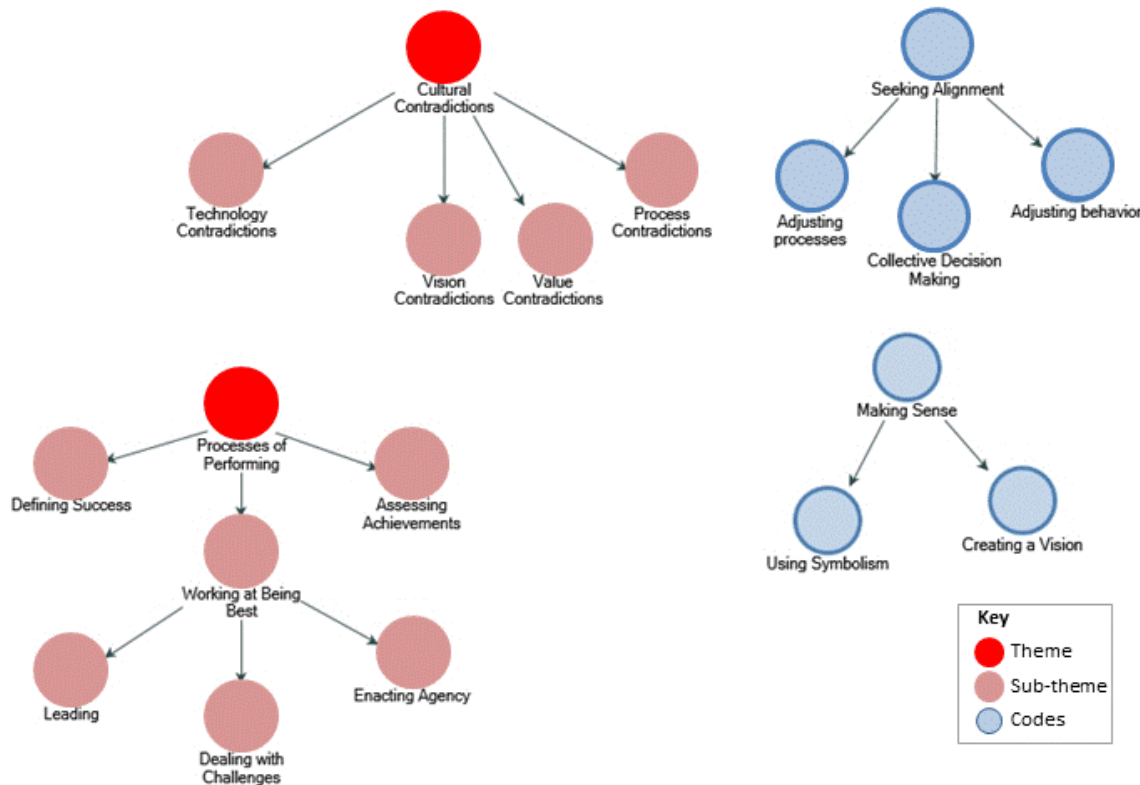 Cultural
Contradictions
Technology
Contradictions
Vision
Contradictions
Value
Contradictions
Process
Contradictions
Seeking Alignment
Adjusting
processes
Collective Decision
Making
Adjusting behavior
Processes of
Performing
Defining Success
Assessing
Achievements
Working at Being
Best
Leading
Dealing with
Challenges
Enacting Agency
Making Sense
Using Symbolism
Creating a Vision
Key
Theme
Sub-theme
Codes